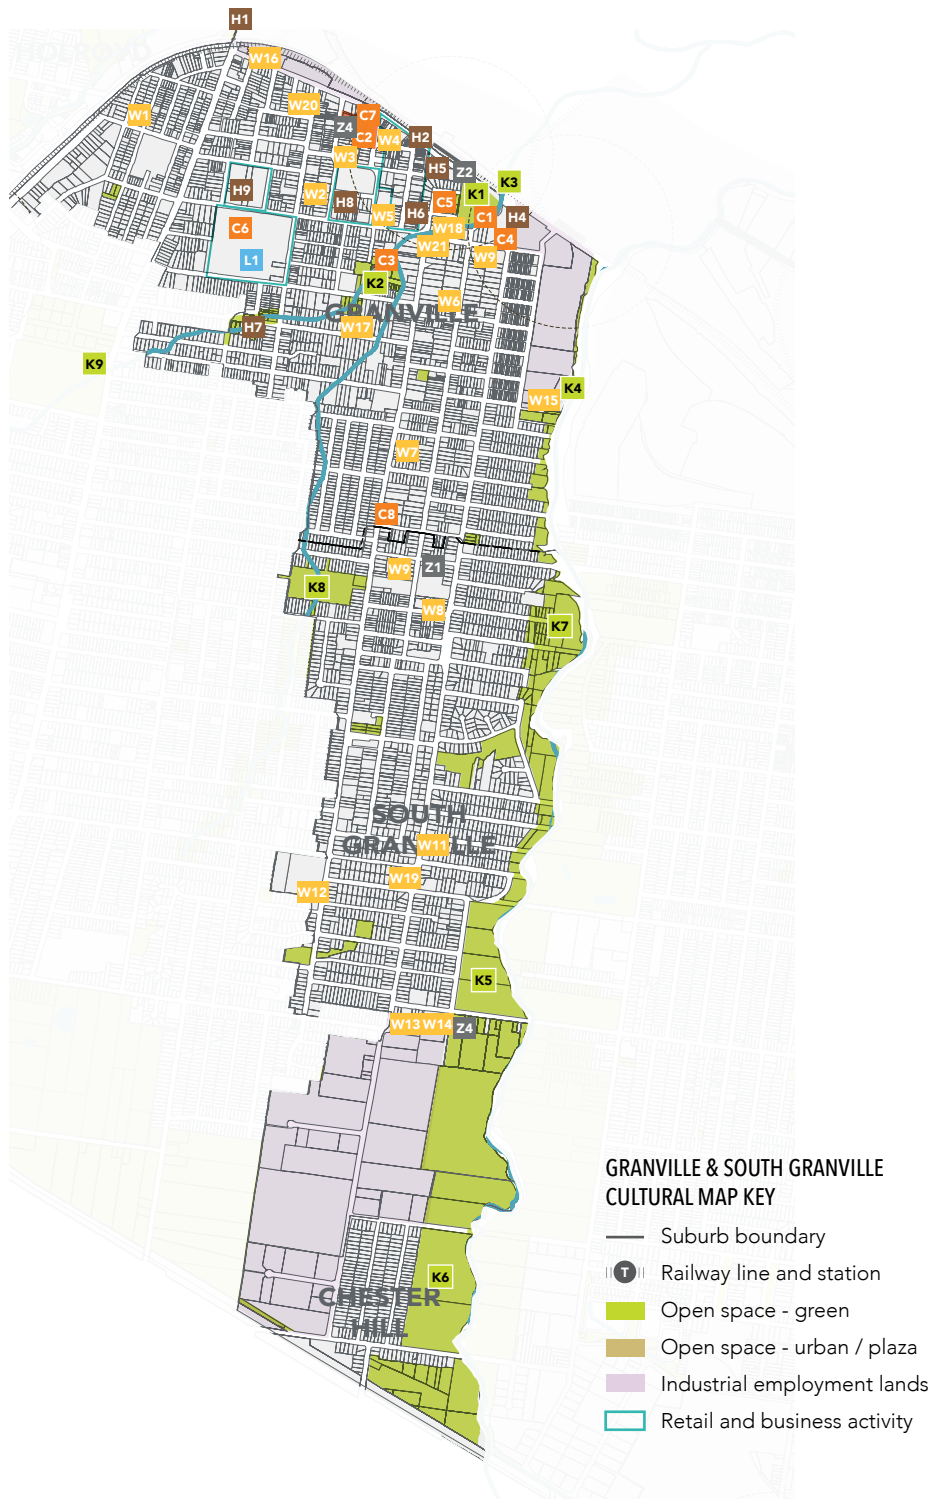 H1
HOLROYD
W16
W20
W1
C7
Z4
C2
W4
H2
W3
H5
Z2
K3
H9
W2
K1
H8
C5
W5
H6
C1
H4
C6
W18
C4
W21
W9
L1
C3
K2
W6
GRANVILLE
H7
W17
K9
K4
W15
W7
C8
W9
Z1
K8
W8
K7
SOUTH
GRANVILLE
W11
W19
W12
K5
W13
W14
Z4
K6
CHESTER
HILL
GRANVILLE & SOUTH GRANVILLE
CULTURAL MAP KEY
Suburb boundary
T Railway line and station
Open space - green
Open space - urban / plaza
Industrial employment lands
Retail and business activity